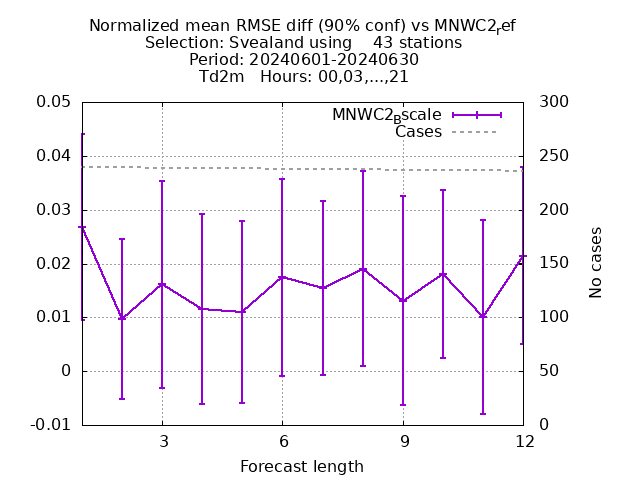 Normalized mean RMSE diff (90% conf) vs MNWC2_ref
Selection: Svealand using    43 stations
Period: 20240601-20240630
Td2m   Hours: 00,03,...,21
MNWC2_Bscale
Cases
0.05
0.04
0.03
0.02
0.01
0
-0.01
300
250
200
150
100
50
0
No cases
3
6
9
12
Forecast length